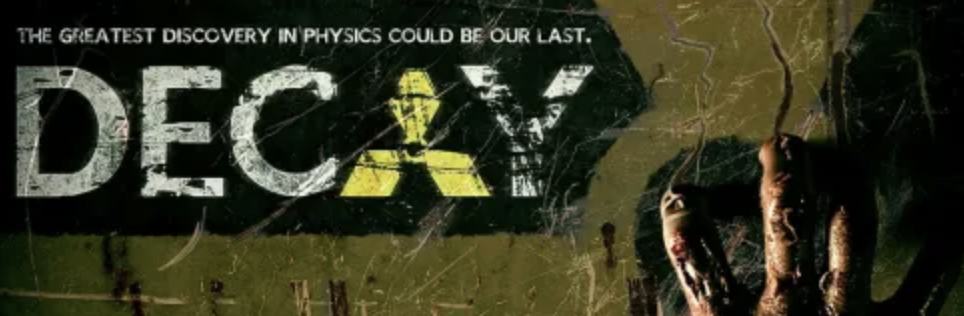 THE GREATEST DISCOVERY IN PHYSICS COULD BE OUR LAST.
DECAY